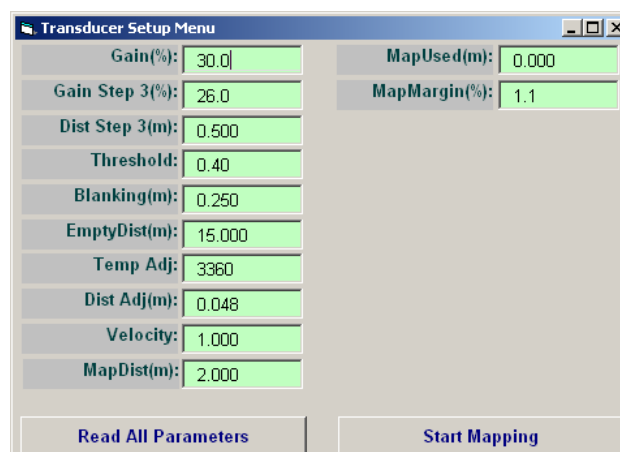 Transducer Setup Menu
Gain(%): 30.0 MapUsed(m): 0.000
Gain Step 3(%): 26.0 MapMargin(%): 1.1
Dist Step 3(m): 0.500
Threshold: 0.40
Blanking(m): 0.250
EmptyDist(m): 15.000
Temp Adj: 3360
Dist Adj(m): 0.048
Velocity: 1.000
MapDist(m): 2.000
Read All Parameters Start Mapping